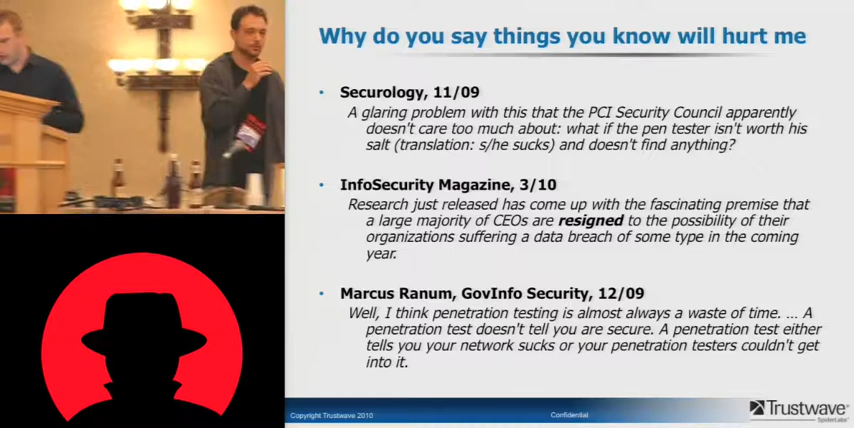 Why do you say things you know will hurt me
• Securology, 11/09
A glaring problem with this that the PCI Security Council apparently
doesn't care too much about: what if the pen tester isn't worth his
salt (translation: s/he sucks) and doesn't find anything?
• InfoSecurity Magazine, 3/10
Research just released has come up with the fascinating premise that
a large majority of CEOs are resigned to the possibility of their
organizations suffering a data breach of some type in the coming
year.
• Marcus Ranum, GovInfo Security, 12/09
Well, I think penetration testing is almost always a waste of time. ... A
penetration test doesn't tell you are secure. A penetration test either
tells you your network sucks or your penetration testers couldn't get
into it.
Copyright Trustwave 2010
Confidential
Trustwave®
SpiderLabs®